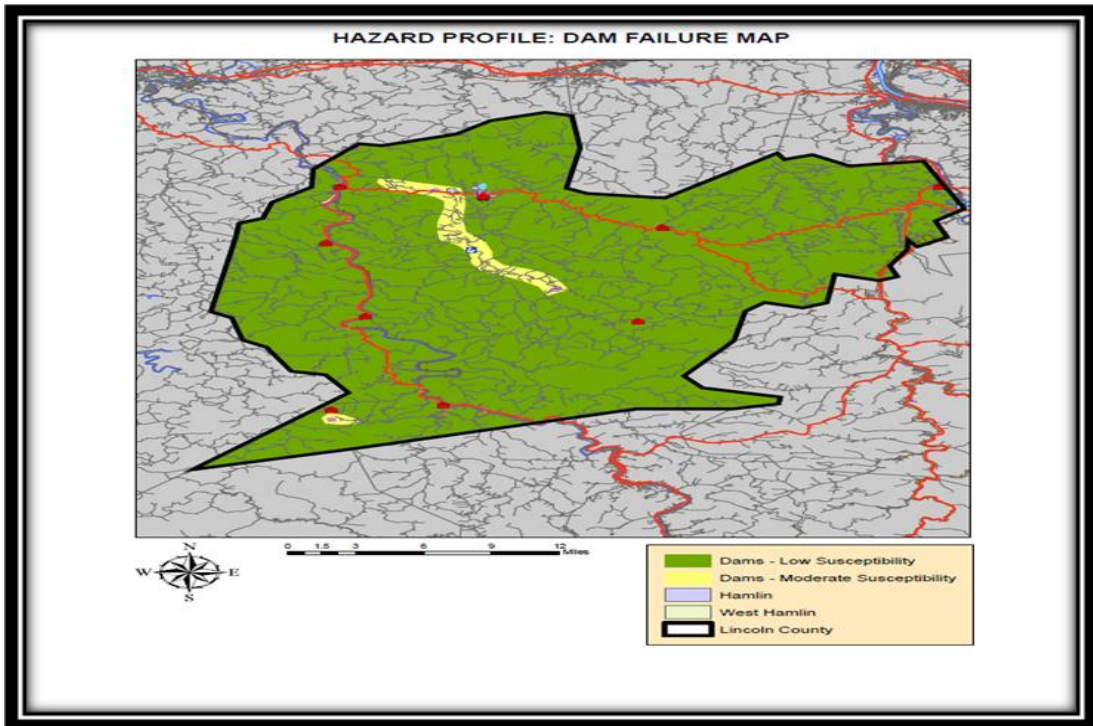 HAZARD PROFILE: DAM FAILURE MAP
N
W E
S
0 1.5 3 6 9 12
Miles
Dams - Low Susceptibility
Dams - Moderate Susceptibility
Hamlin
West Hamlin
Lincoln County